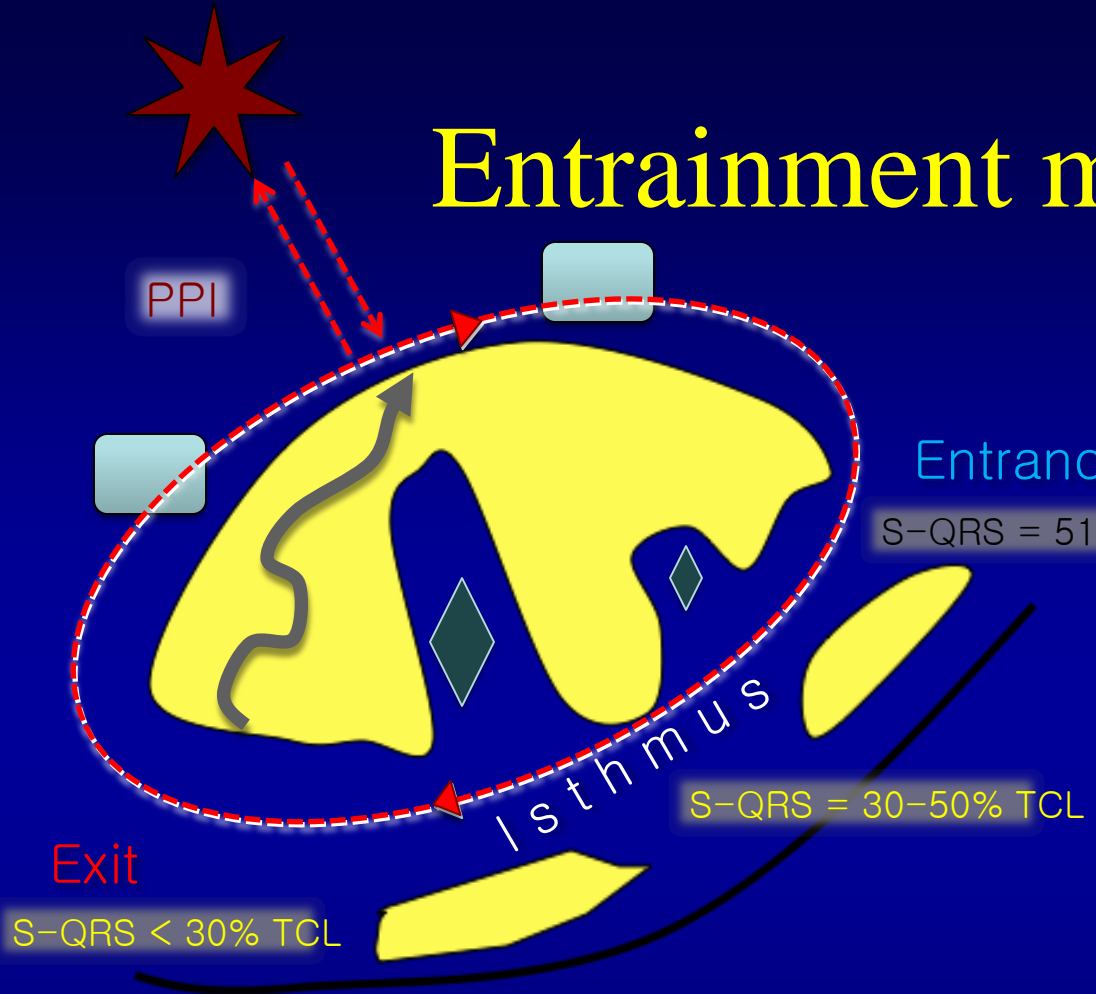 Entrainment m
PPI
Entranc
S-QRS = 51
Isthmus
S-QRS = 30-50% TCL
Exit
S-QRS < 30% TCL